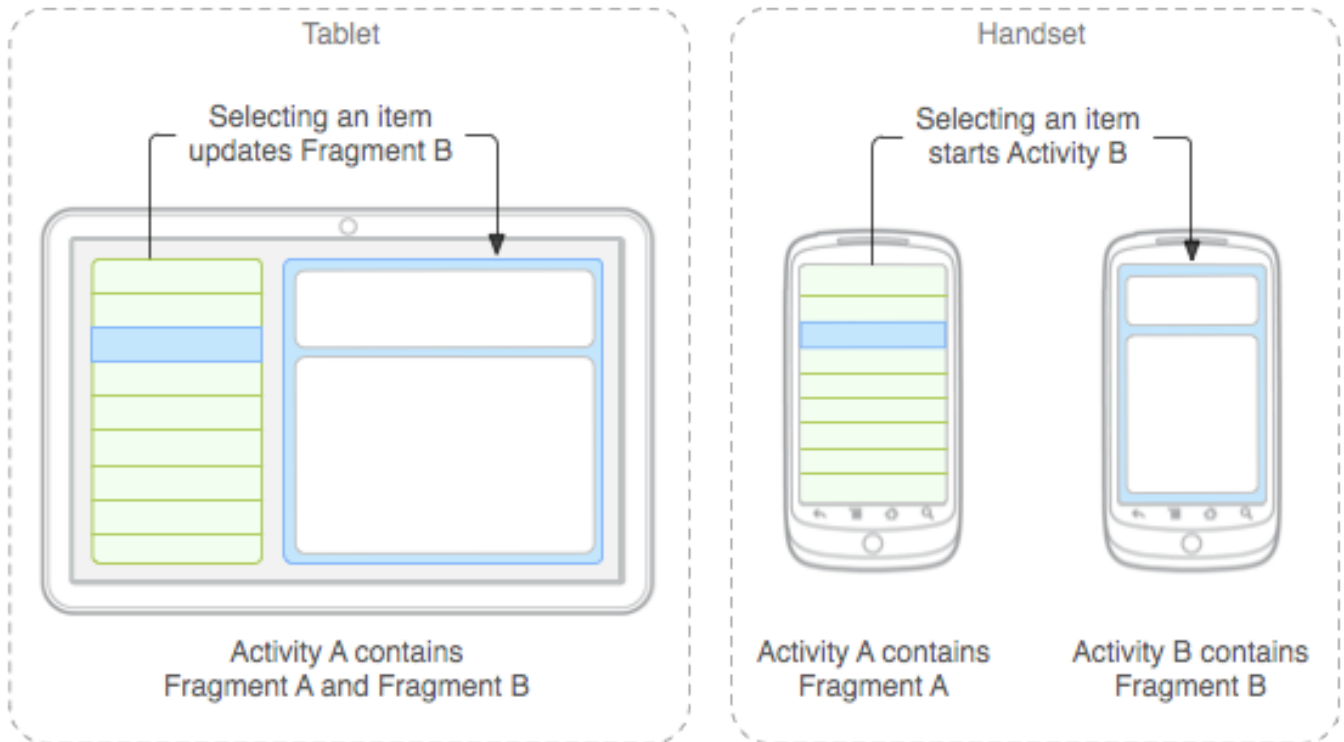 Tablet
Selecting an item
updates Fragment B
Activity A contains
Fragment A and Fragment B
Handset
Selecting an item
starts Activity B
Activity A contains
Fragment A
Activity B contains
Fragment B